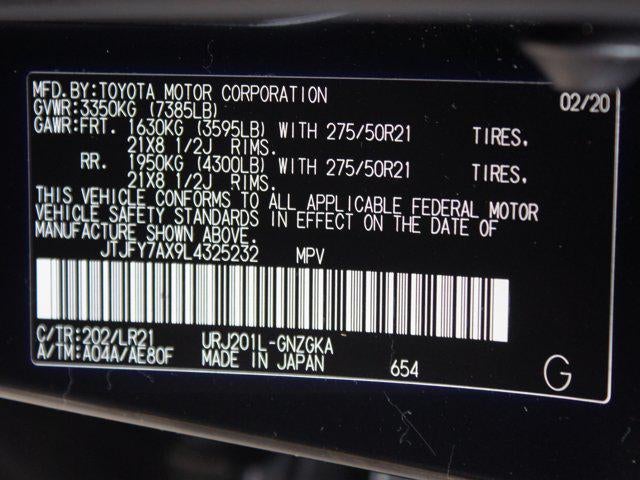 MFD.BY:TOYOTA MOTOR CORPORATION 02/20
GVWR:3350KG (7385LB)
GAWR:FRT. 1630KG (3595LB) WITH 275/50R21 TIRES,
21X8 1/2J RIMS.
RR. 1950KG (4300LB) WITH 275/50R21 TIRES,
21X8 1/2J RIMS.
THIS VEHICLE CONFORMS TO ALL APPLICABLE FEDERAL MOTOR
VEHICLE SAFETY STANDARDS IN EFFECT ON THE DATE OF
MANUFACTURE SHOWN ABOVE.
JTJFY7AX9L4325232 MPV
C/TR:202/LR21 URJ201L-GNZGKA
A/TM:A04A/AE80F MADE IN JAPAN 654 G